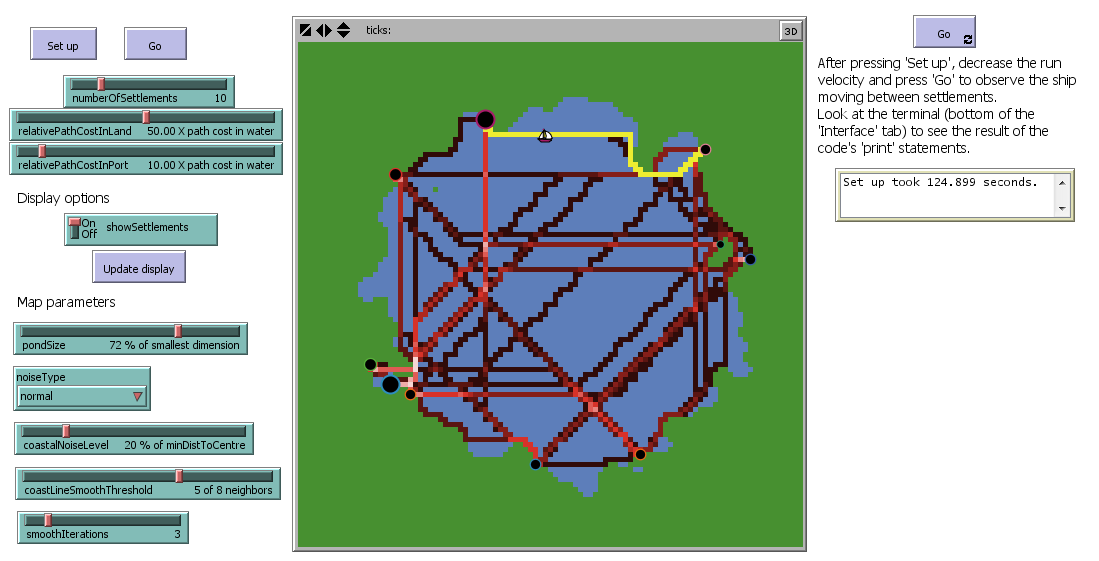 Set up
Go
numberOfSettlements 10
relativePathCostInLand 50.00 X path cost in water
relativePathCostInPort 10.00 X path cost in water
Display options
On
Off
showSettlements
Update display
Map parameters
pondSize 72 % of smallest dimension
noiseType
normal
coastalNoiseLevel 20 % of minDistToCentre
coastLineSmoothThreshold 5 of 8 neighbors
smoothIterations 3
ticks:
3D
Go
After pressing 'Set up', decrease the run
velocity and press 'Go' to observe the ship
moving between settlements.
Look at the terminal (bottom of the
'Interface' tab) to see the result of the
code's 'print' statements.
Set up took 124.899 seconds.